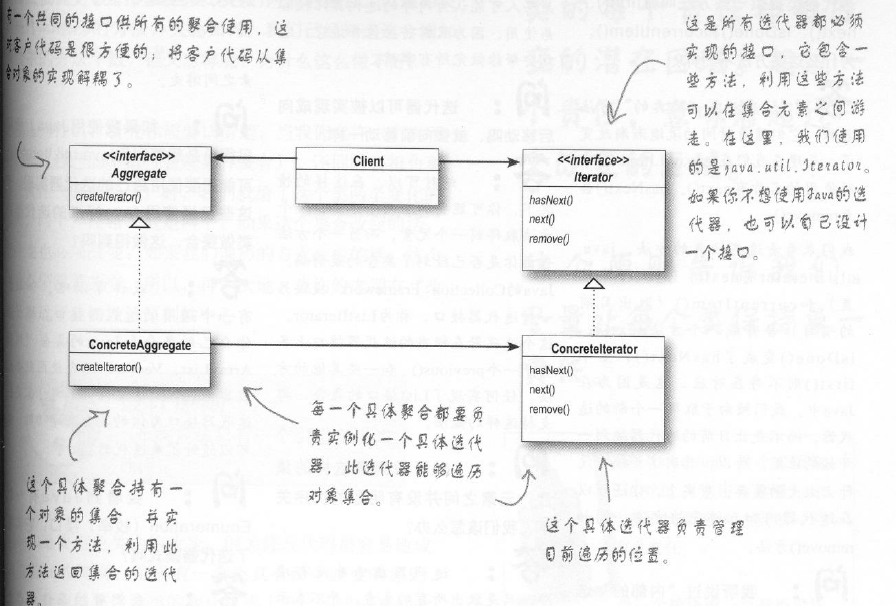 有一个共同的接口供所有的聚合使用，这
对客户代码是很方便的，将客户代码从集
合对象的实现解耦了。
这是所有迭代器都必须
实现的接口，它包含一
些方法，利用这些方法
可以在集合元素之间游
走。在这里，我们使用
的是java.util.Iterator。
如果你不想使用Java的迭
代器，也可以自己设计
一个接口。
<<interface>>
Aggregate
createIterator()
Client
<<interface>>
Iterator
hasNext()
next()
remove()
ConcreteAggregate
createIterator()
ConcreteIterator
hasNext()
next()
remove()
每一个具体聚合都要负
责实例化一个具体迭代
器，此迭代器能够遍历
对象集合。
这个具体聚合持有一
个对象的集合，并实
现一个方法，利用此
方法返回集合的迭代
器。
这个具体迭代器负责管理
目前遍历的位置。